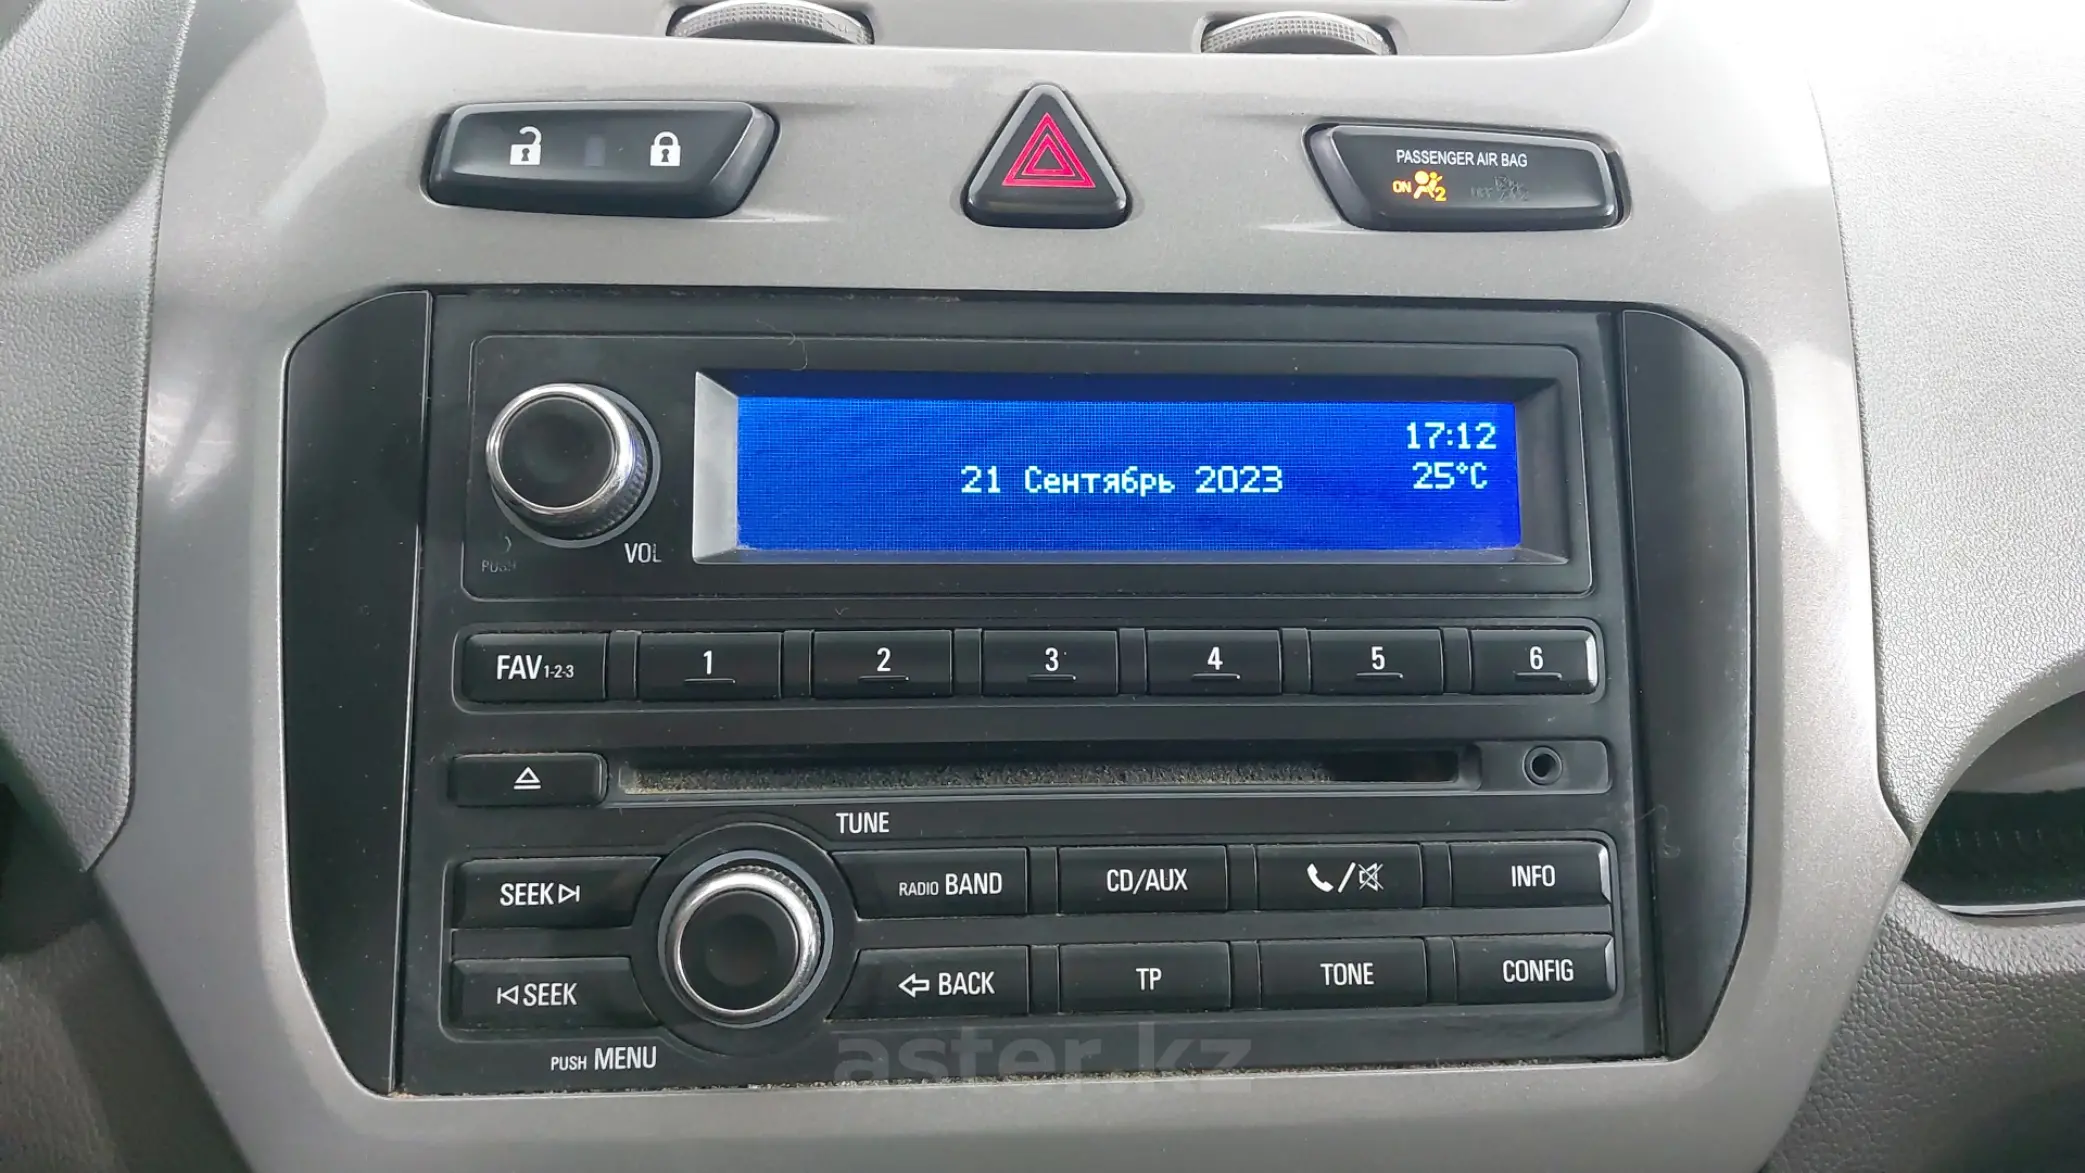 PASSENGER AIR BAG
ON 2
17:12
21 Сентябрь 2023 25°C
VOL
PUSH
FAV1-2-3 1 2 3 4 5 6
TUNE
SEEK RADIO BAND CD/AUX / INFO
SEEK BACK TP TONE CONFIG
PUSH MENU
aster.kz